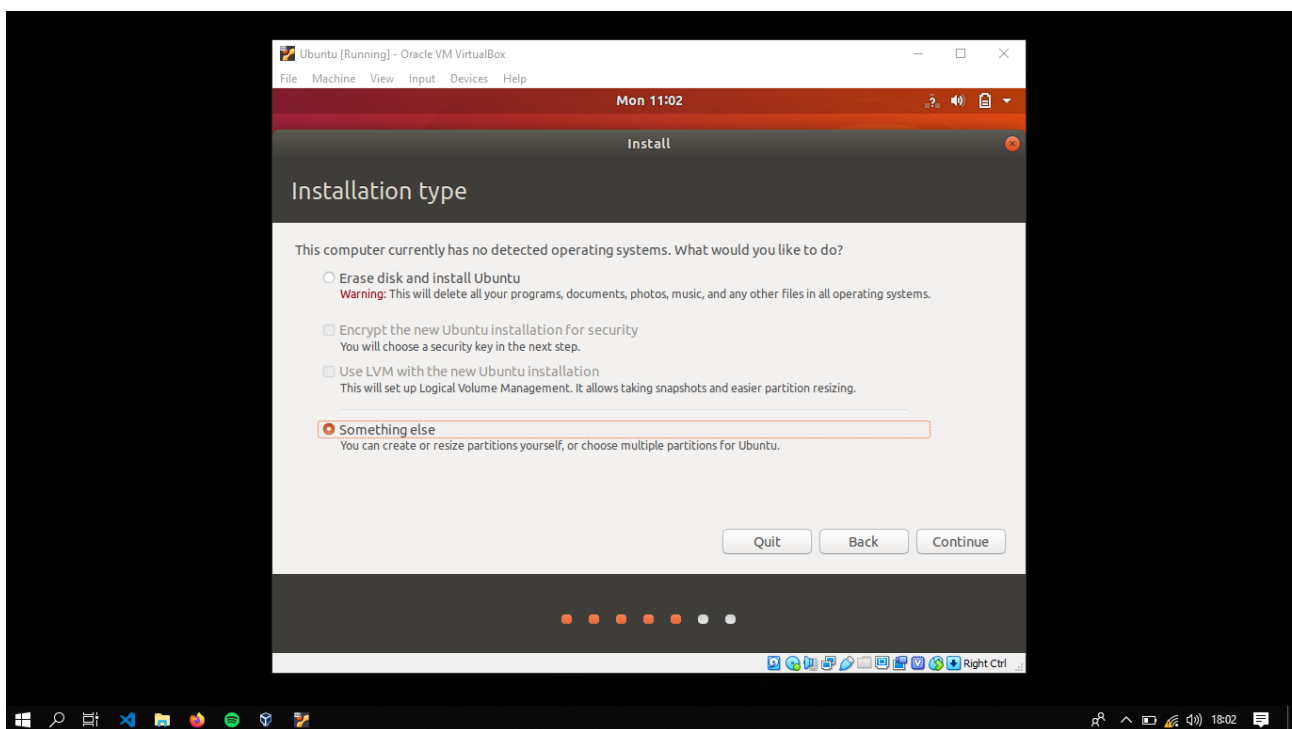 Ubuntu [Running] - Oracle VM VirtualBox
File Machine View Input Devices Help
Mon 11:02
Install
Installation type
This computer currently has no detected operating systems. What would you like to do?
Erase disk and install Ubuntu
Warning: This will delete all your programs, documents, photos, music, and any other files in all operating systems.
Encrypt the new Ubuntu installation for security
You will choose a security key in the next step.
Use LVM with the new Ubuntu installation
This will set up Logical Volume Management. It allows taking snapshots and easier partition resizing.
Something else
You can create or resize partitions yourself, or choose multiple partitions for Ubuntu.
Quit Back Continue
Right Ctrl
18:02